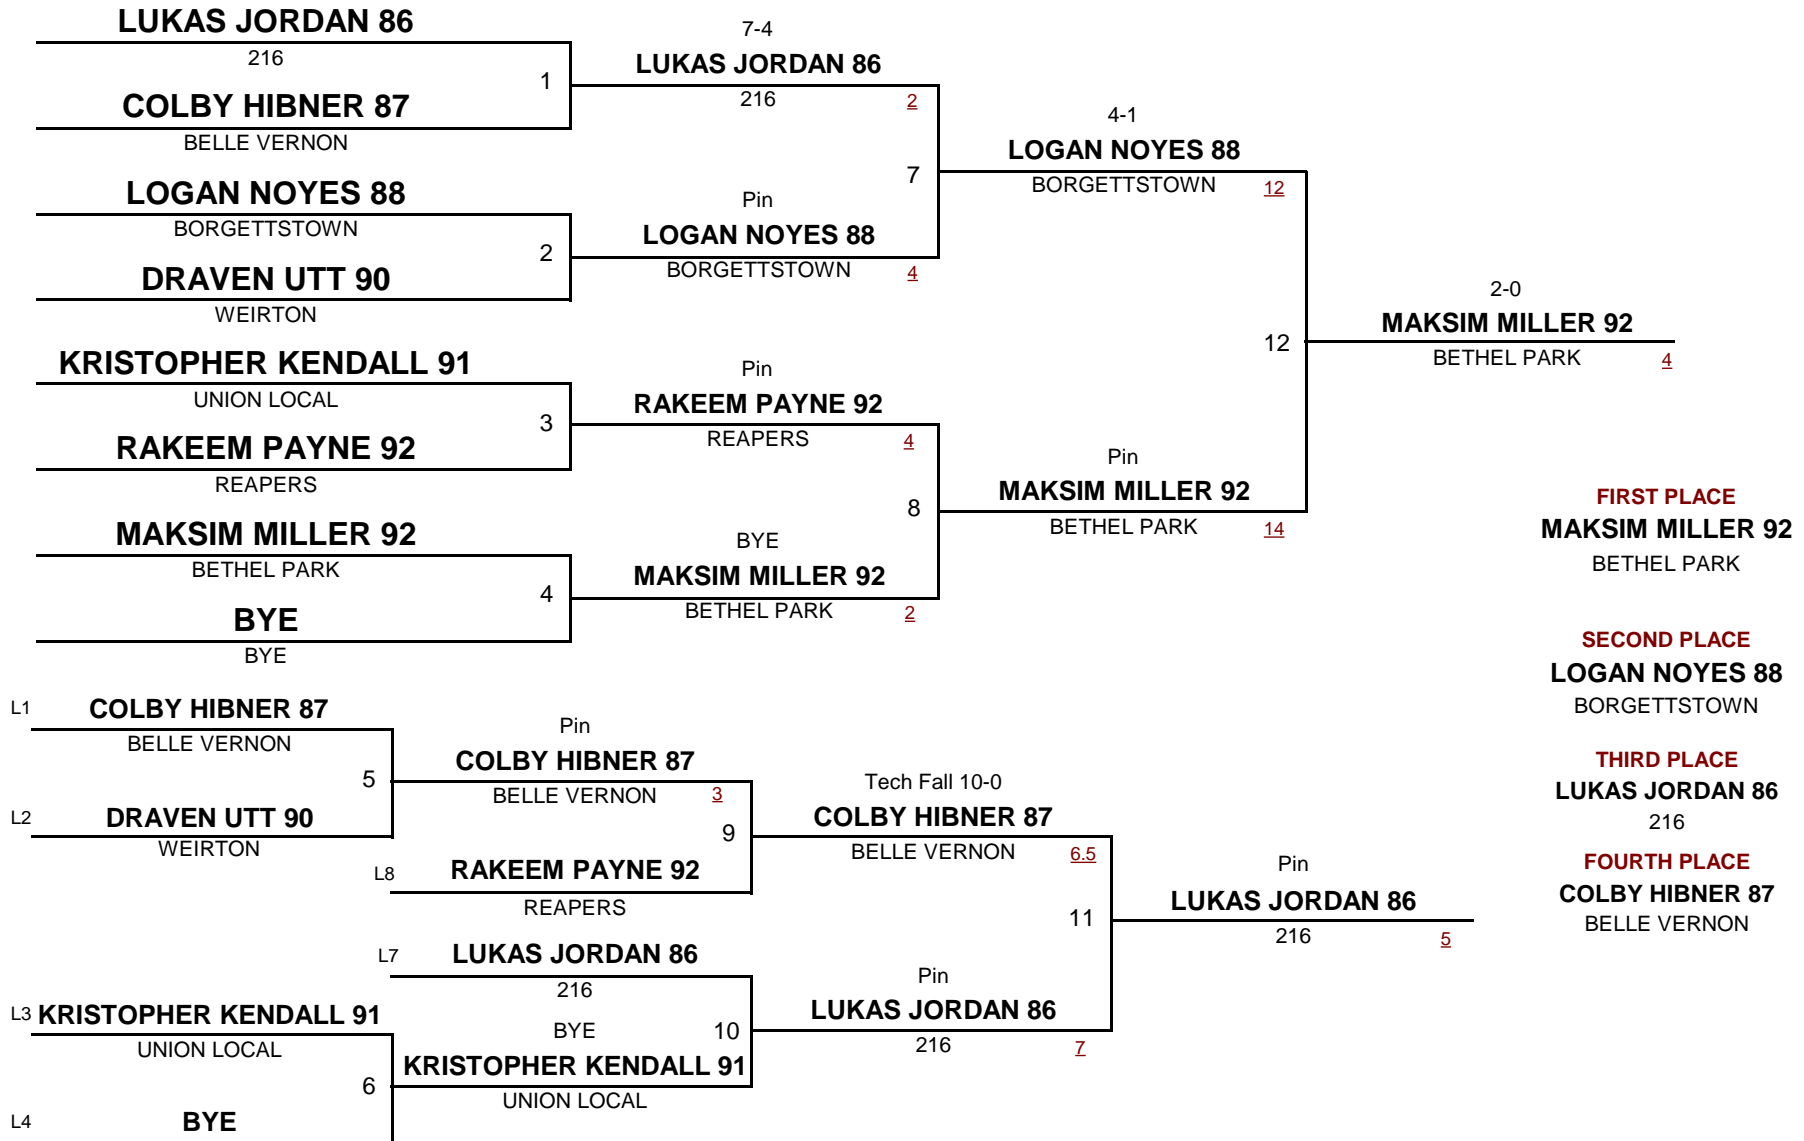 LUKAS JORDAN 86
216
1
COLBY HIBNER 87
BELLE VERNON
7-4
LUKAS JORDAN 86
216
2
LOGAN NOYES 88
BORGETTSTOWN
2
DRAVEN UTT 90
WEIRTON
Pin
LOGAN NOYES 88
BORGETTSTOWN
4
7
4-1
LOGAN NOYES 88
BORGETTSTOWN
12
KRISTOPHER KENDALL 91
UNION LOCAL
3
RAKEEM PAYNE 92
REAPERS
Pin
RAKEEM PAYNE 92
REAPERS
4
MAKSIM MILLER 92
BETHEL PARK
4
BYE
BYE
BYE
MAKSIM MILLER 92
BETHEL PARK
2
8
Pin
MAKSIM MILLER 92
BETHEL PARK
14
12
2-0
MAKSIM MILLER 92
BETHEL PARK
4
FIRST PLACE
MAKSIM MILLER 92
BETHEL PARK
SECOND PLACE
LOGAN NOYES 88
BORGETTSTOWN
THIRD PLACE
LUKAS JORDAN 86
216
FOURTH PLACE
COLBY HIBNER 87
BELLE VERNON
L1
COLBY HIBNER 87
BELLE VERNON
5
L2
DRAVEN UTT 90
WEIRTON
Pin
COLBY HIBNER 87
BELLE VERNON
3
9
L8
RAKEEM PAYNE 92
REAPERS
Tech Fall 10-0
COLBY HIBNER 87
BELLE VERNON
6.5
L7
LUKAS JORDAN 86
216
L3
KRISTOPHER KENDALL 91
UNION LOCAL
6
L4
BYE
BYE
10
KRISTOPHER KENDALL 91
UNION LOCAL
Pin
LUKAS JORDAN 86
216
7
11
Pin
LUKAS JORDAN 86
216
5